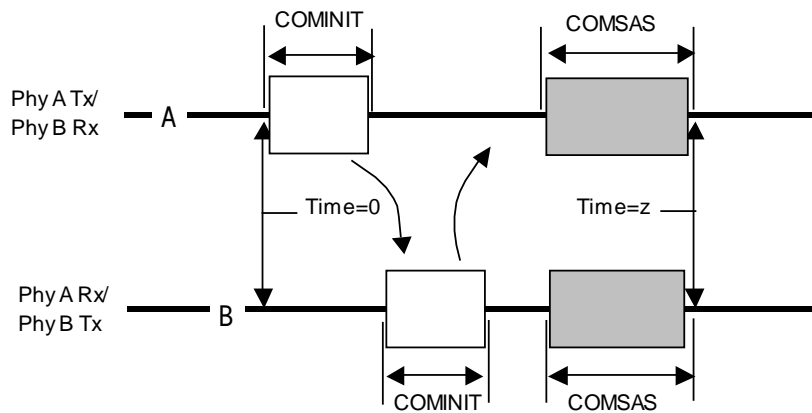 COMINIT
COMSAS
Phy A Tx/
Phy B Rx
A
Time=0
Time=z
Phy A Rx/
Phy B Tx
B
COMINIT
COMSAS